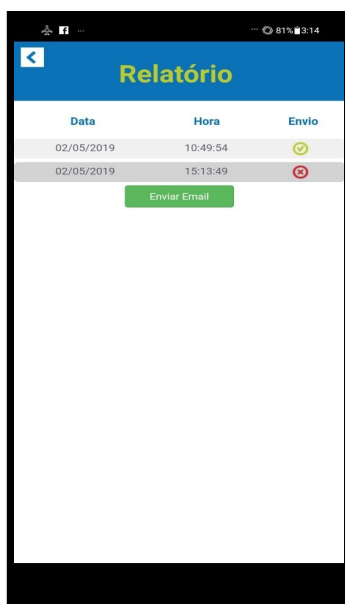 81% 3:14
Relatório
Data Hora Envio
02/05/2019 10:49:54
02/05/2019 15:13:49
Enviar Email